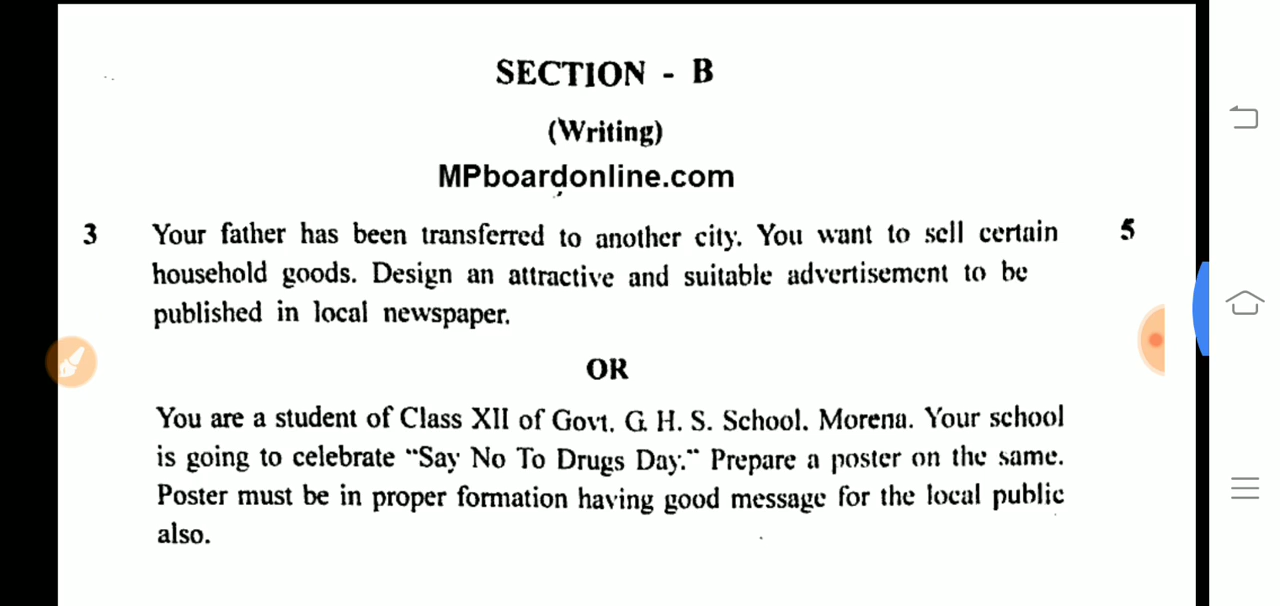 SECTION - B
(Writing)
MPboardonline.com
3 Your father has been transferred to another city. You want to sell certain 5
household goods. Design an attractive and suitable advertisement to be
published in local newspaper.
OR
You are a student of Class XII of Govt. G. H. S. School. Morena. Your school
is going to celebrate "Say No To Drugs Day." Prepare a poster on the same.
Poster must be in proper formation having good message for the local public
also.